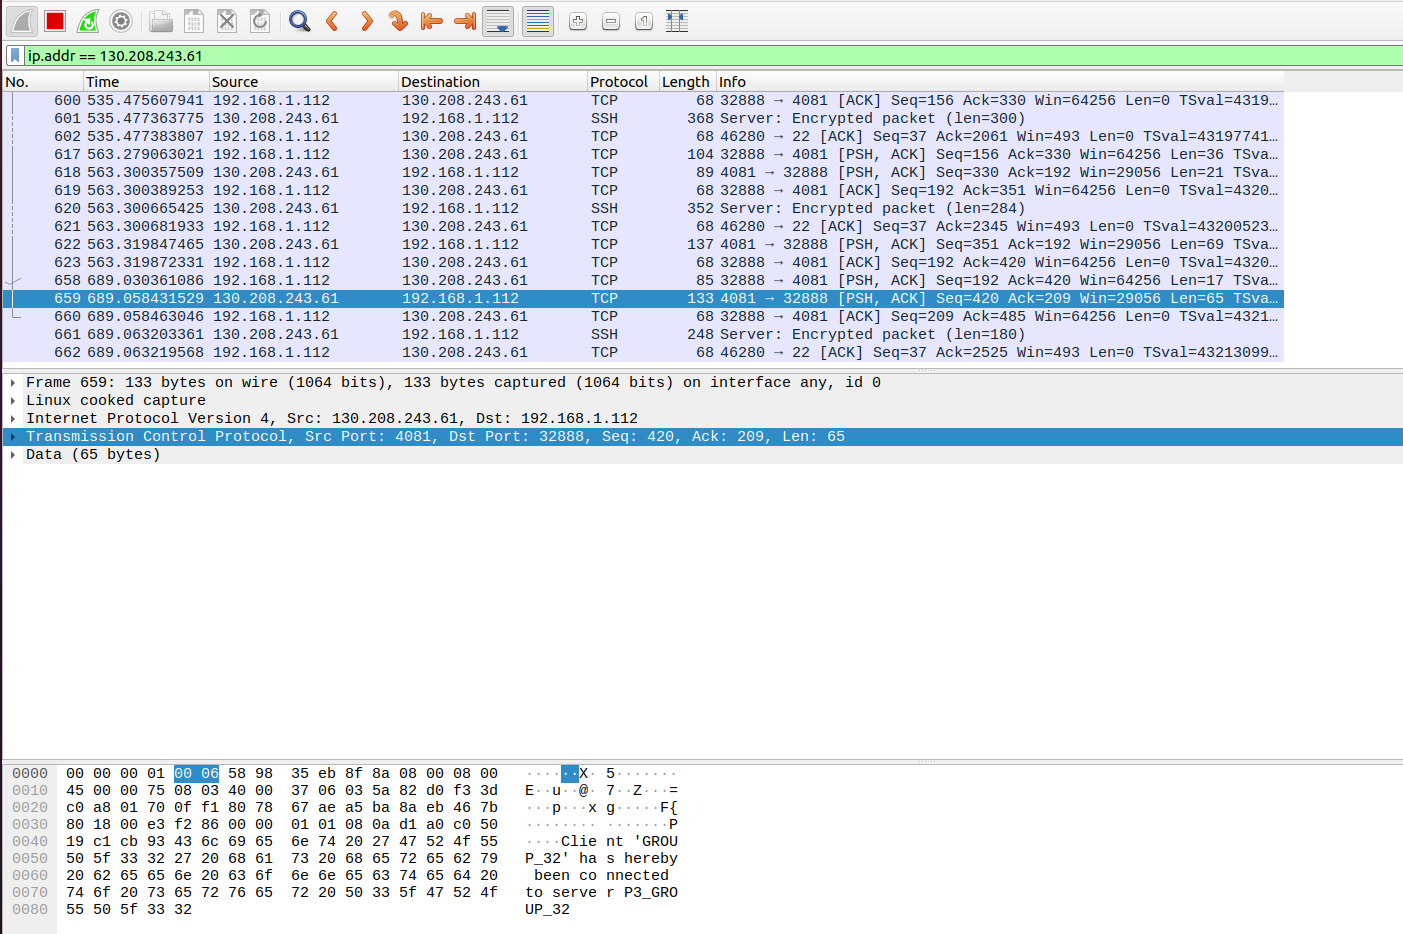 ip.addr == 130.208.243.61
No. Time Source Destination Protocol Length Info
600 535.475607941 192.168.1.112 130.208.243.61 TCP 68 32888 → 4081 [ACK] Seq=156 Ack=330 Win=64256 Len=0 TSval=4319…
601 535.477363775 130.208.243.61 192.168.1.112 SSH 368 Server: Encrypted packet (len=300)
602 535.477383807 192.168.1.112 130.208.243.61 TCP 68 46280 → 22 [ACK] Seq=37 Ack=2061 Win=493 Len=0 TSval=43197741…
617 563.279063021 192.168.1.112 130.208.243.61 TCP 104 32888 → 4081 [PSH, ACK] Seq=156 Ack=330 Win=64256 Len=36 TSva…
618 563.300357509 130.208.243.61 192.168.1.112 TCP 89 4081 → 32888 [PSH, ACK] Seq=330 Ack=192 Win=29056 Len=21 TSva…
619 563.300389253 192.168.1.112 130.208.243.61 TCP 68 32888 → 4081 [ACK] Seq=192 Ack=351 Win=64256 Len=0 TSval=4320…
620 563.300665425 130.208.243.61 192.168.1.112 SSH 352 Server: Encrypted packet (len=284)
621 563.300681933 192.168.1.112 130.208.243.61 TCP 68 46280 → 22 [ACK] Seq=37 Ack=2345 Win=493 Len=0 TSval=43200523…
622 563.319847465 130.208.243.61 192.168.1.112 TCP 137 4081 → 32888 [PSH, ACK] Seq=351 Ack=192 Win=29056 Len=69 TSva…
623 563.319872331 192.168.1.112 130.208.243.61 TCP 68 32888 → 4081 [ACK] Seq=192 Ack=420 Win=64256 Len=0 TSval=4320…
658 689.030361086 192.168.1.112 130.208.243.61 TCP 85 32888 → 4081 [PSH, ACK] Seq=192 Ack=420 Win=64256 Len=17 TSva…
659 689.058431529 130.208.243.61 192.168.1.112 TCP 133 4081 → 32888 [PSH, ACK] Seq=420 Ack=209 Win=29056 Len=65 TSva…
660 689.058463046 192.168.1.112 130.208.243.61 TCP 68 32888 → 4081 [ACK] Seq=209 Ack=485 Win=64256 Len=0 TSval=4321…
661 689.063203361 130.208.243.61 192.168.1.112 SSH 248 Server: Encrypted packet (len=180)
662 689.063219568 192.168.1.112 130.208.243.61 TCP 68 46280 → 22 [ACK] Seq=37 Ack=2525 Win=493 Len=0 TSval=43213099…
Frame 659: 133 bytes on wire (1064 bits), 133 bytes captured (1064 bits) on interface any, id 0
Linux cooked capture
Internet Protocol Version 4, Src: 130.208.243.61, Dst: 192.168.1.112
Transmission Control Protocol, Src Port: 4081, Dst Port: 32888, Seq: 420, Ack: 209, Len: 65
Data (65 bytes)
0000 00 00 00 01 00 06 58 98 35 eb 8f 8a 08 00 08 00 ······X· 5·······
0010 45 00 00 75 08 03 40 00 37 06 03 5a 82 d0 f3 3d E··u··@· 7··Z···=
0020 c0 a8 01 70 0f f1 80 78 67 ae a5 ba 8a eb 46 7b ···p···x g·····F{
0030 80 18 00 e3 f2 86 00 00 01 01 08 0a d1 a0 c0 50 ········ ·······P
0040 19 c1 cb 93 43 6c 69 65 6e 74 20 27 47 52 4f 55 ····Clie nt 'GROU
0050 50 5f 33 32 27 20 68 61 73 20 68 65 72 65 62 79 P_32' ha s hereby
0060 20 62 65 65 6e 20 63 6f 6e 6e 65 63 74 65 64 20 been co nnected
0070 74 6f 20 73 65 72 76 65 72 20 50 33 5f 47 52 4f to serve r P3_GRO
0080 55 50 5f 33 32 UP_32